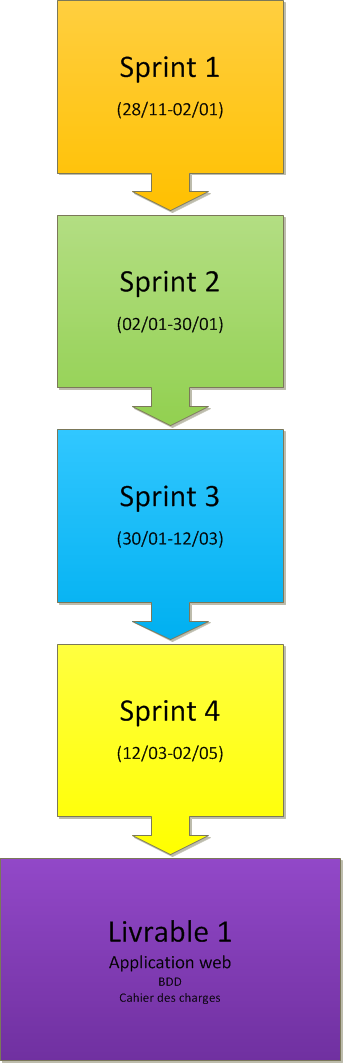 Sprint 1
(28/11-02/01)
Sprint 2
(02/01-30/01)
Sprint 3
(30/01-12/03)
Sprint 4
(12/03-02/05)
Livrable 1
Application web
BDD
Cahier des charges